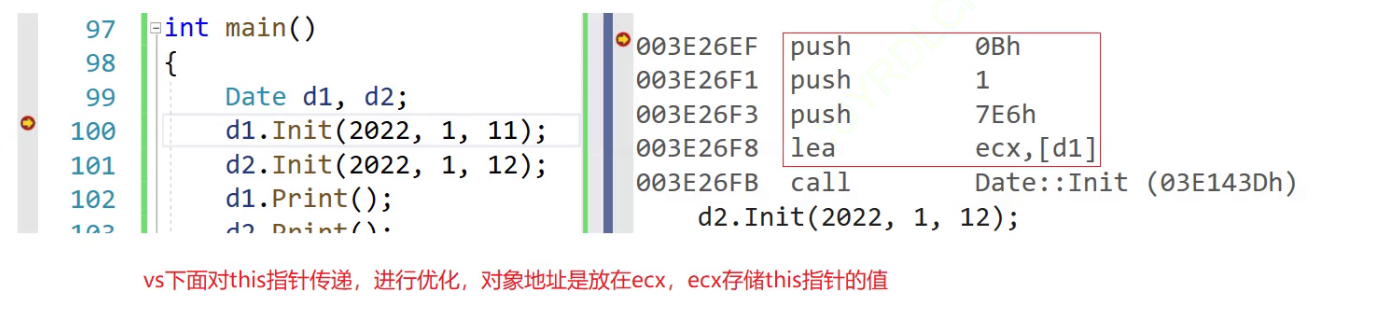 97 int main()
98 {
99 Date d1, d2;
100 d1.Init(2022, 1, 11);
101 d2.Init(2022, 1, 12);
102 d1.Print();
103 d2.Print();
003E26EF push 0Bh
003E26F1 push 1
003E26F3 push 7E6h
003E26F8 lea ecx,[d1]
003E26FB call Date::Init (03E143Dh)
d2.Init(2022, 1, 12);
vs下面对this指针传递，进行优化，对象地址是放在ecx，ecx存储this指针的值